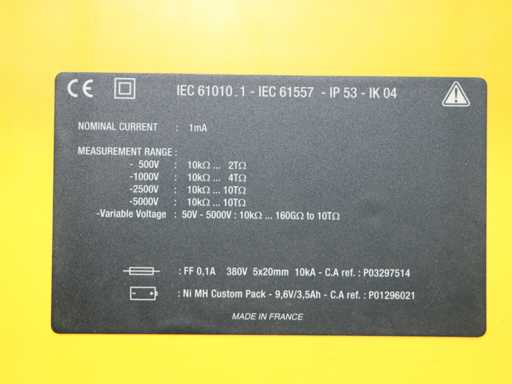 CE IEC 61010.1 - IEC 61557 - IP 53 - IK 04
NOMINAL CURRENT : 1mA
MEASUREMENT RANGE :
- 500V : 10kΩ ... 2TΩ
-1000V : 10kΩ ... 4TΩ
-2500V : 10kΩ ... 10TΩ
-5000V : 10kΩ ... 10TΩ
-Variable Voltage : 50V - 5000V : 10kΩ ... 160GΩ to 10TΩ
: FF 0,1A 380V 5x20mm 10kA - C.A ref. : P03297514
: Ni MH Custom Pack - 9,6V/3,5Ah - C.A ref. : P01296021
MADE IN FRANCE